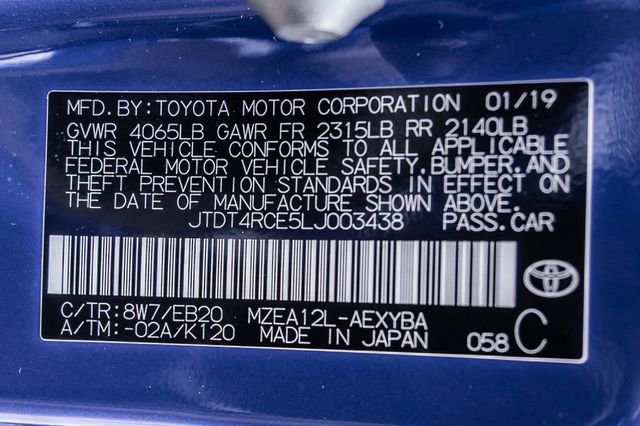 MFD.BY:TOYOTA MOTOR CORPORATION 01/19
GVWR 4065LB GAWR FR 2315LB RR 2140LB
THIS VEHICLE CONFORMS TO ALL APPLICABLE
FEDERAL MOTOR VEHICLE SAFETY,BUMPER,AND
THEFT PREVENTION STANDARDS IN EFFECT ON
THE DATE OF MANUFACTURE SHOWN ABOVE.
JTDT4RCE5LJ003438 PASS.CAR
C/TR:8W7/EB20 MZEA12L-AEXYBA
A/TM:-02A/K120 MADE IN JAPAN 058 C